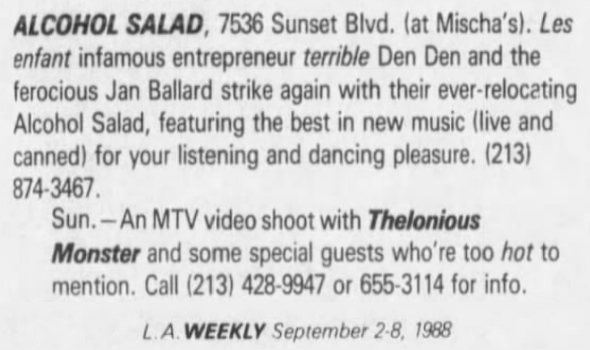 ALCOHOL SALAD, 7536 Sunset Blvd. (at Mischa's). Les
enfant infamous entrepreneur terrible Den Den and the
ferocious Jan Ballard strike again with their ever-relocating
Alcohol Salad, featuring the best in new music (live and
canned) for your listening and dancing pleasure. (213)
874-3467.
Sun.—An MTV video shoot with Thelonious
Monster and some special guests who're too hot to
mention. Call (213) 428-9947 or 655-3114 for info.
L.A. WEEKLY September 2-8, 1988